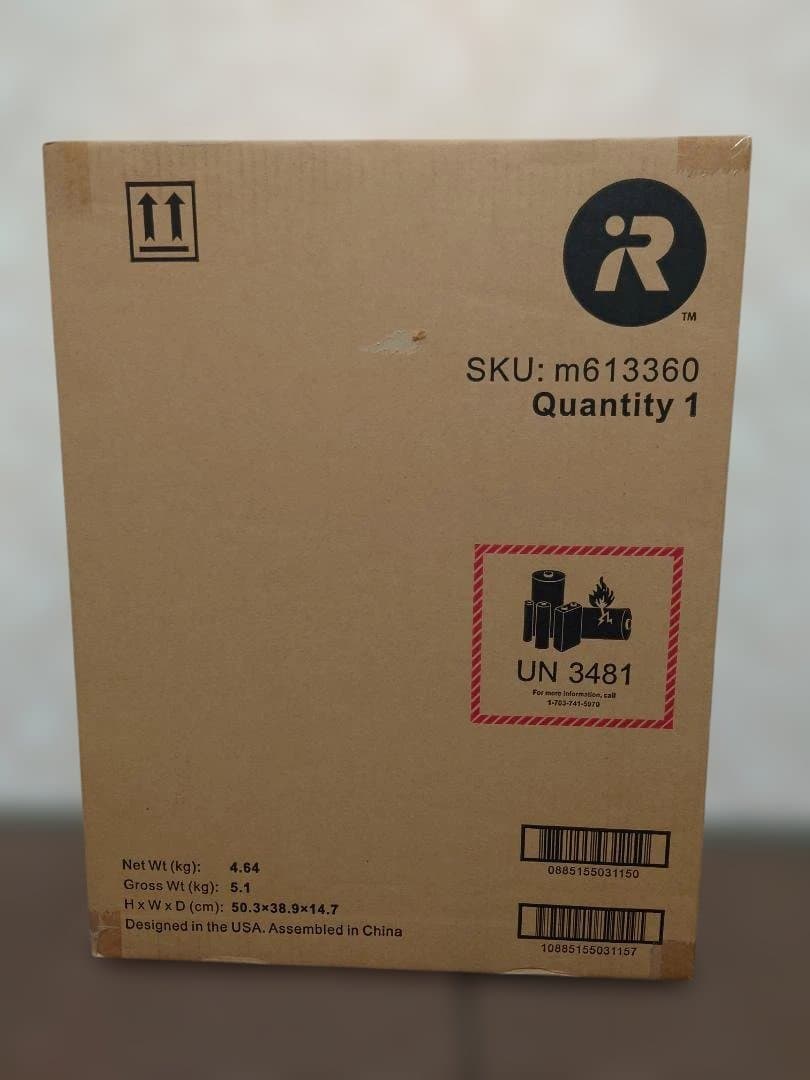 R
TM
SKU: m613360
Quantity 1
UN 3481
For more information, call
1-703-741-5970
0885155031150
10885155031157
Net Wt (kg): 4.64
Gross Wt (kg): 5.1
H x W x D (cm): 50.3×38.9×14.7
Designed in the USA. Assembled in China